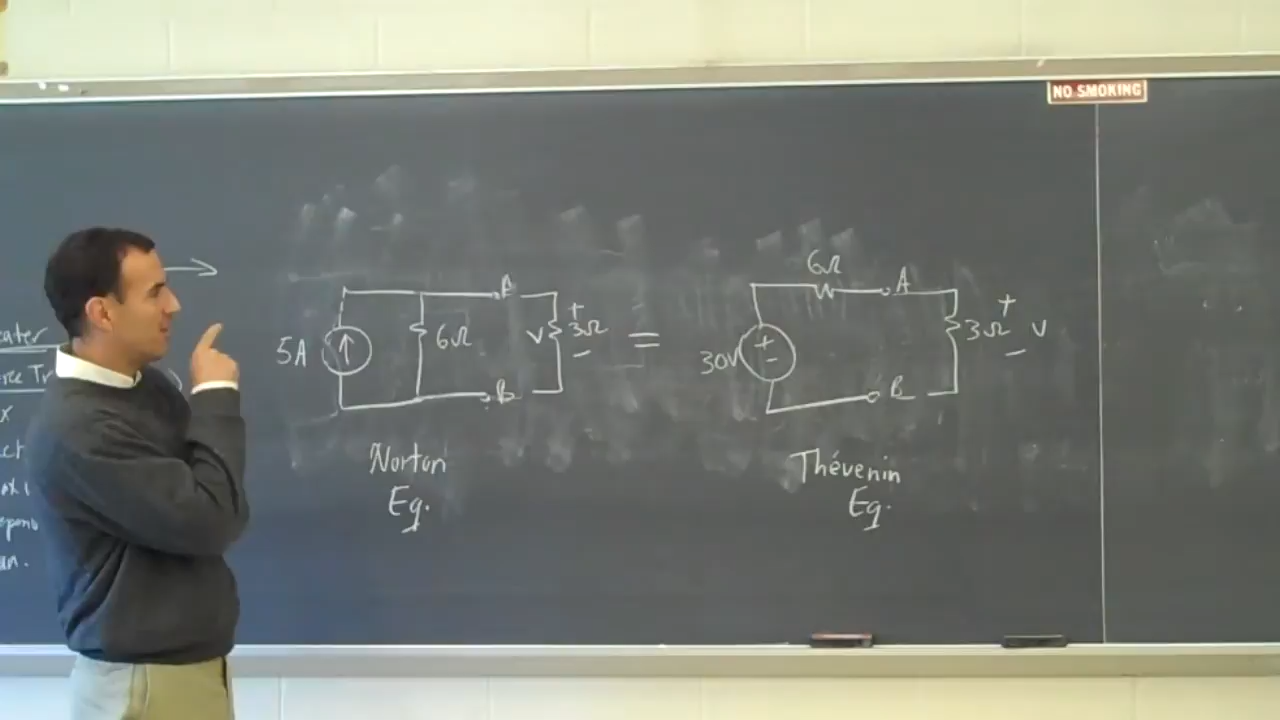 NO SMOKING
5A
6Ω
A
B
V
+
3Ω
−
=
30V
+
−
6Ω
A
B
3Ω
+
−
V
Norton
Eq.
Thévenin
Eq.